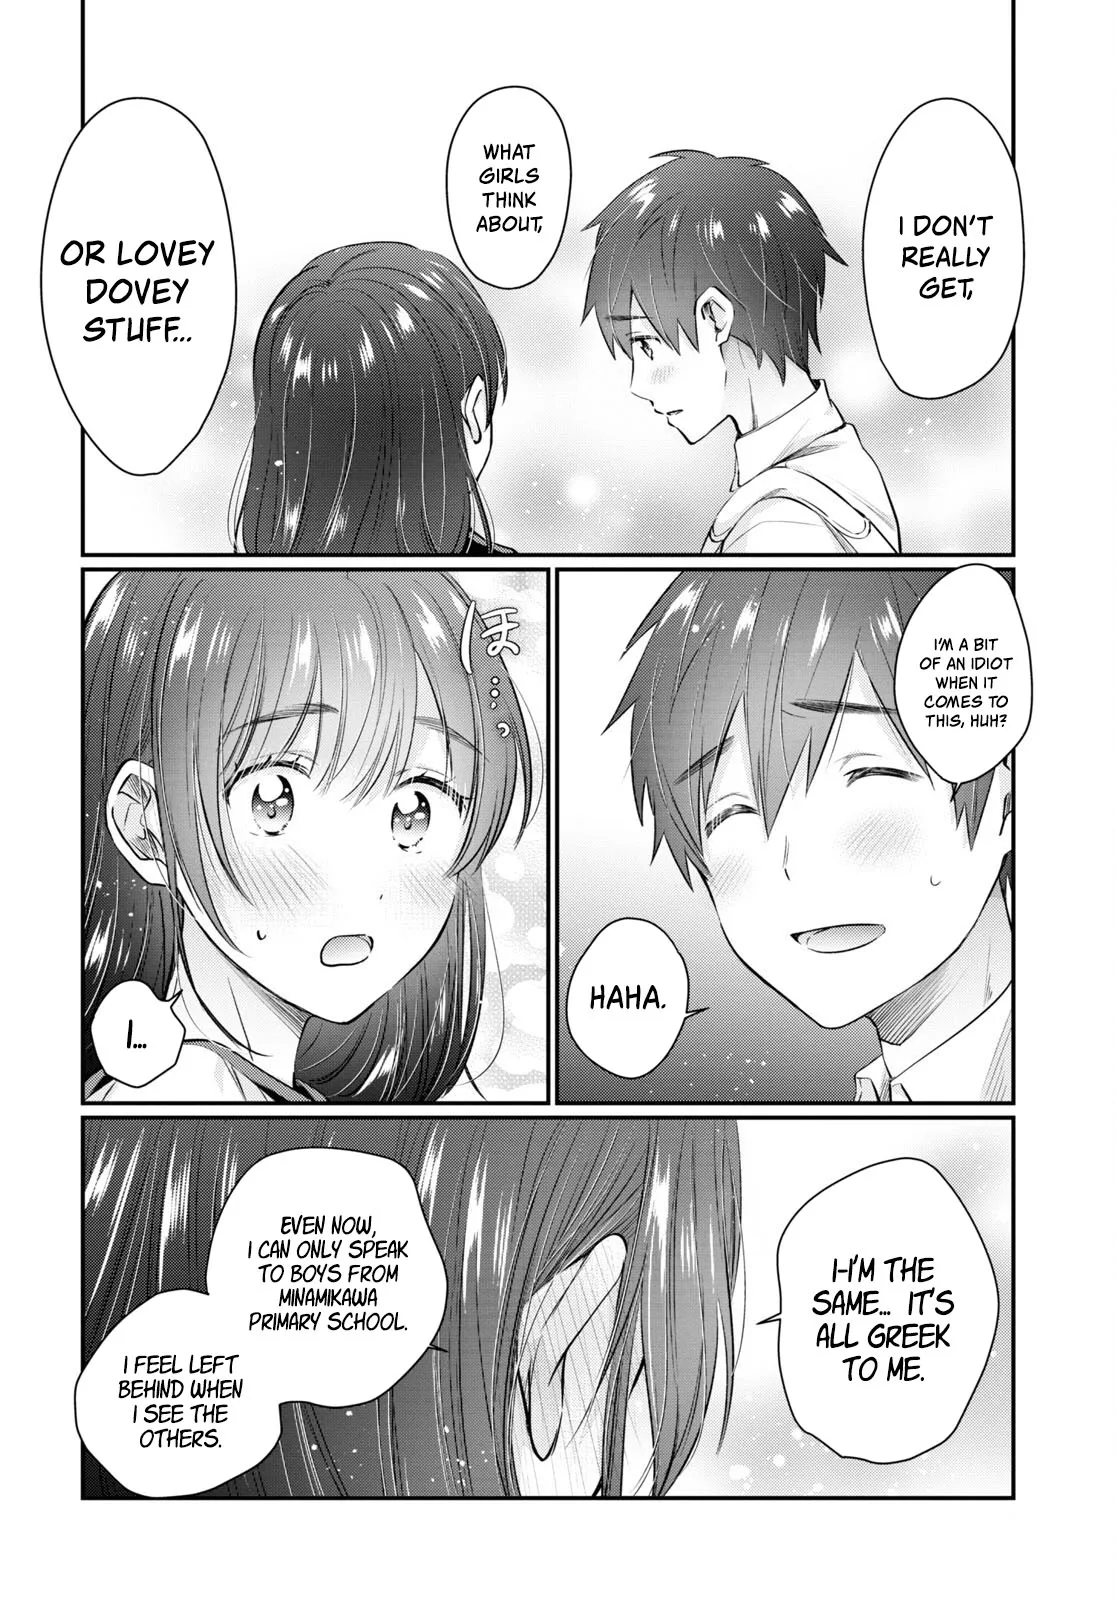 I DON'T
REALLY
GET,
WHAT
GIRLS
THINK
ABOUT,
OR LOVEY
DOVEY
STUFF...
I'M A BIT
OF AN IDIOT
WHEN IT
COMES TO
THIS, HUH?
HAHA.
ほ
う
…
I...
I-I'M THE
SAME... IT'S
ALL GREEK
TO ME.
EVEN NOW,
I CAN ONLY SPEAK
TO BOYS FROM
MINAMIKAWA
PRIMARY SCHOOL.
I FEEL LEFT
BEHIND WHEN
I SEE THE
OTHERS.